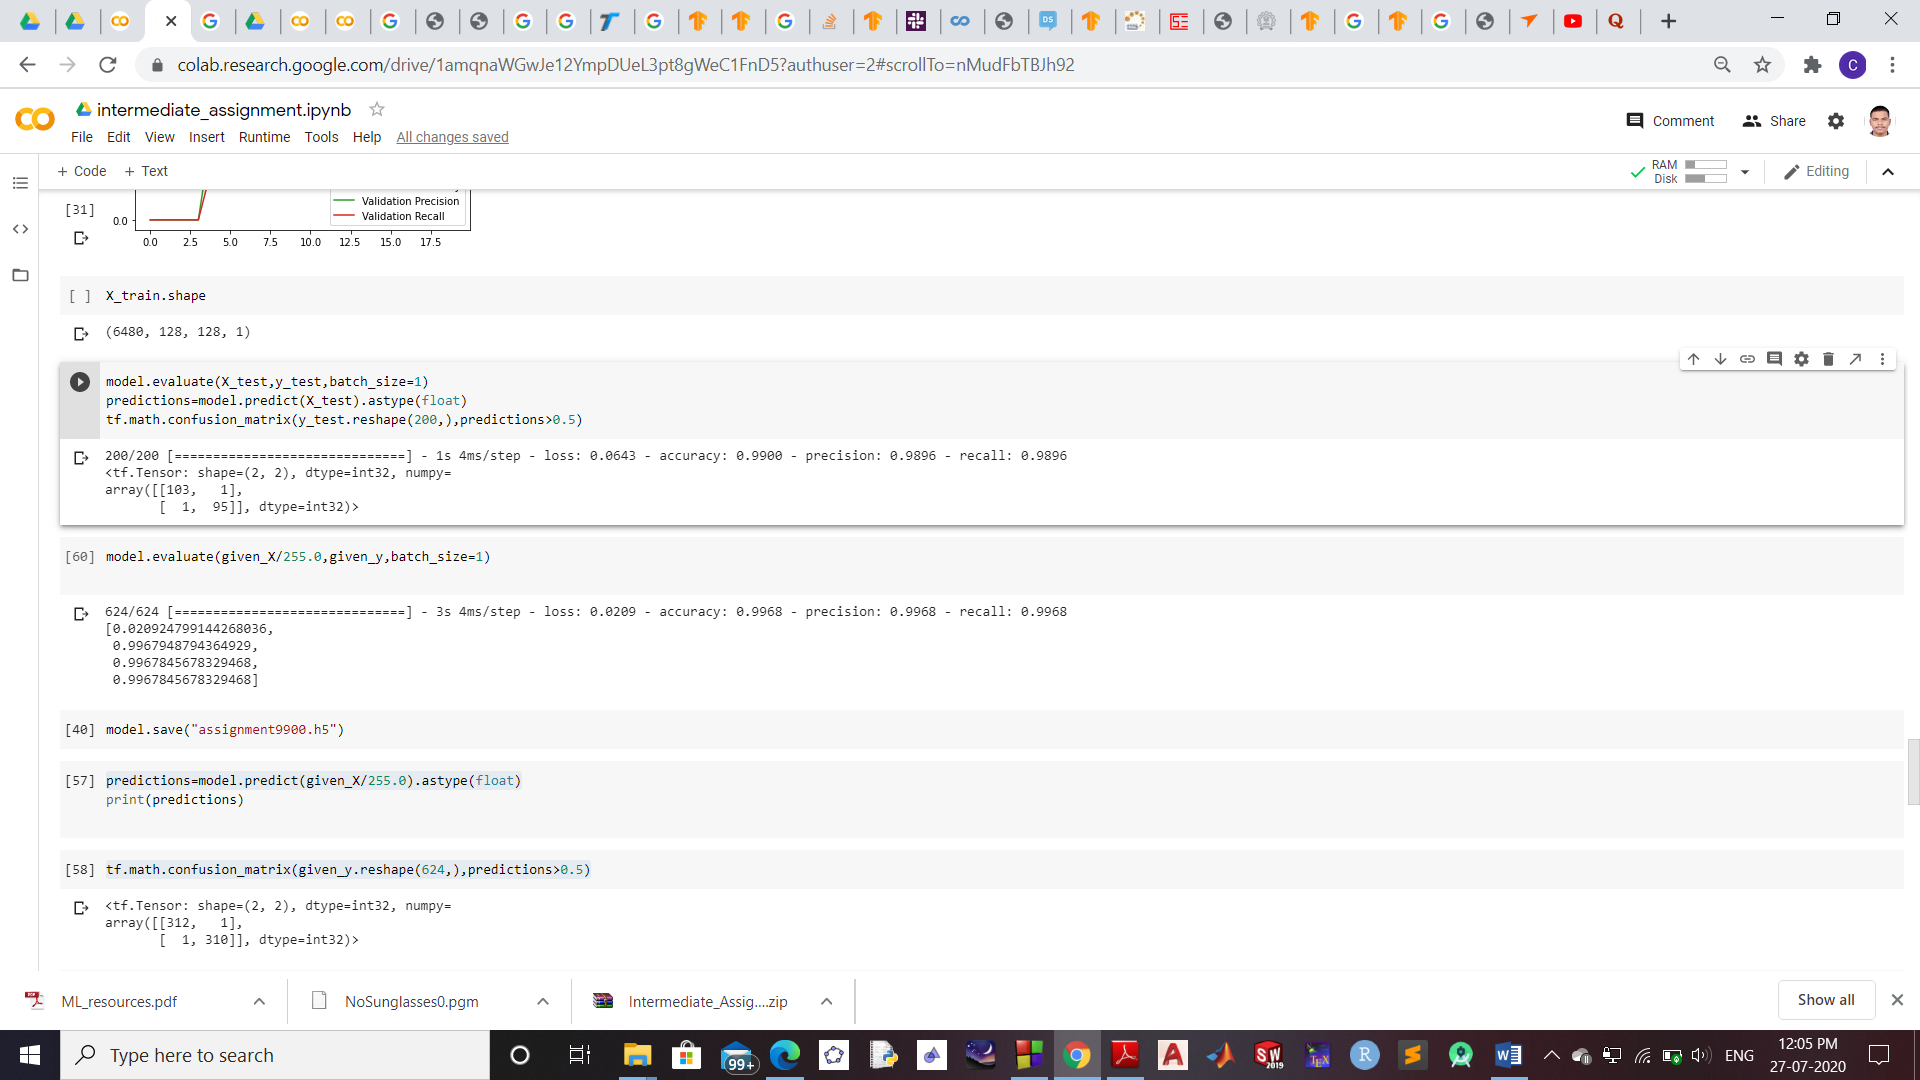 colab.research.google.com/drive/1amqnaWGwJe12YmpDUeL3pt8gWeC1FnD5?authuser=2#scrollTo=nMudFbTBJh92
C
intermediate_assignment.ipynb
File Edit View Insert Runtime Tools Help All changes saved
Comment Share
+ Code + Text
RAM
Disk
Editing
[31]
0.0
Validation Precision
Validation Recall
0.0 2.5 5.0 7.5 10.0 12.5 15.0 17.5
[ ] X_train.shape
(6480, 128, 128, 1)
model.evaluate(X_test,y_test,batch_size=1)
predictions=model.predict(X_test).astype(float)
tf.math.confusion_matrix(y_test.reshape(200,),predictions>0.5)
200/200 [==============================] - 1s 4ms/step - loss: 0.0643 - accuracy: 0.9900 - precision: 0.9896 - recall: 0.9896
<tf.Tensor: shape=(2, 2), dtype=int32, numpy=
array([[103,   1],
       [  1,  95]], dtype=int32)>
[60] model.evaluate(given_X/255.0,given_y,batch_size=1)
624/624 [==============================] - 3s 4ms/step - loss: 0.0209 - accuracy: 0.9968 - precision: 0.9968 - recall: 0.9968
[0.020924799144268036,
 0.9967948794364929,
 0.9967845678329468,
 0.9967845678329468]
[40] model.save("assignment9900.h5")
[57] predictions=model.predict(given_X/255.0).astype(float)
print(predictions)
[58] tf.math.confusion_matrix(given_y.reshape(624,),predictions>0.5)
<tf.Tensor: shape=(2, 2), dtype=int32, numpy=
array([[312,   1],
       [  1, 310]], dtype=int32)>
ML_resources.pdf
NoSunglasses0.pgm
Intermediate_Assig....zip
Show all
Type here to search
99+
ENG
12:05 PM
27-07-2020